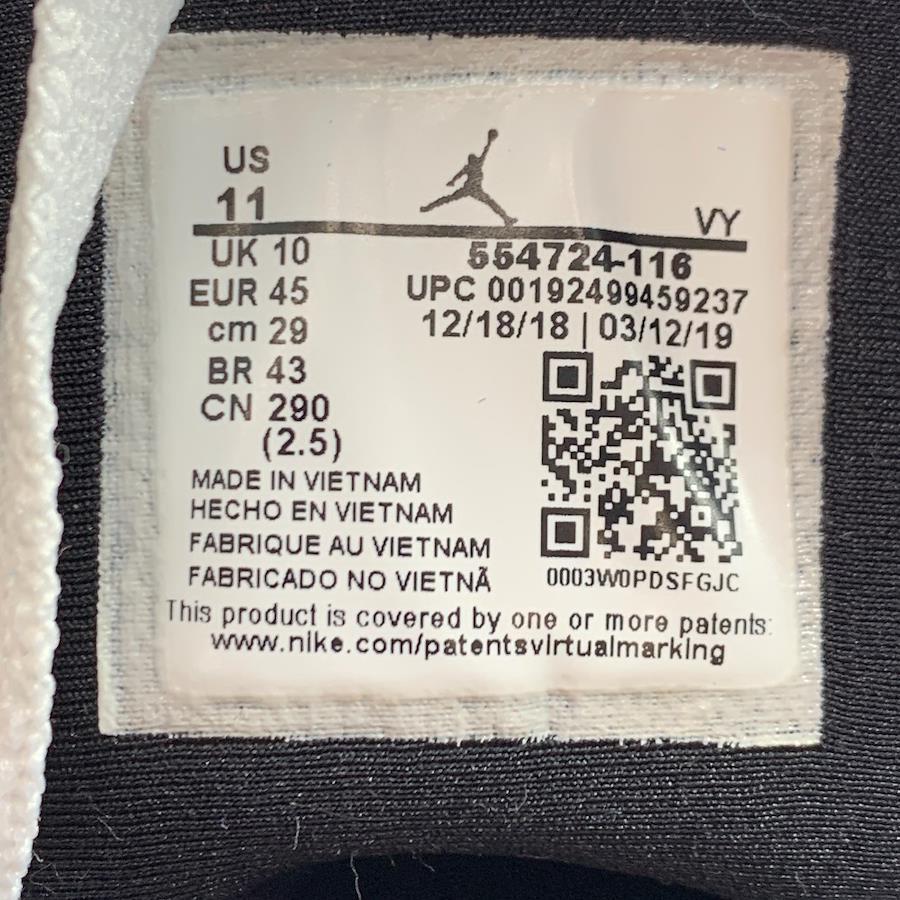 US
11
VY
UK 10
EUR 45
cm 29
BR 43
CN 290
(2.5)
554724-116
UPC 00192499459237
12/18/18 | 03/12/19
0003W0PDSFGJC
MADE IN VIETNAM
HECHO EN VIETNAM
FABRIQUE AU VIETNAM
FABRICADO NO VIETNÃ
This product is covered by one or more patents:
www.nike.com/patentsvirtualmarking